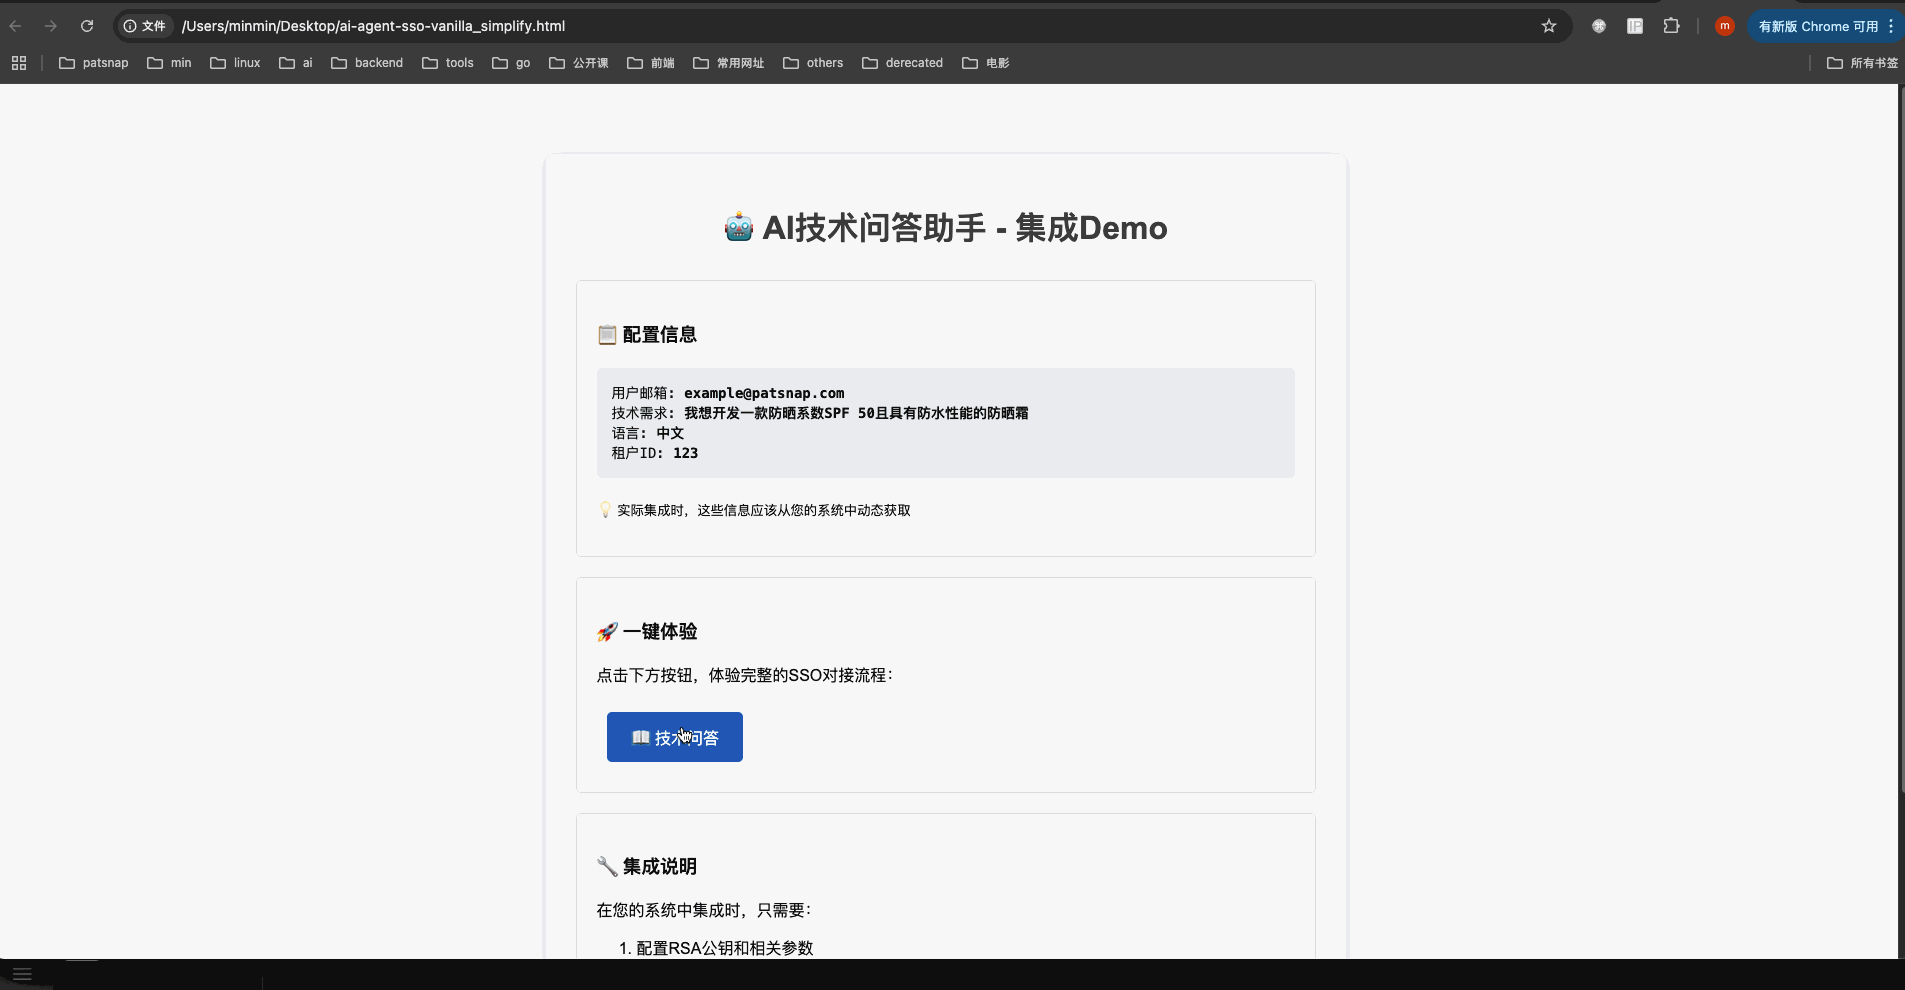 文件 /Users/minmin/Desktop/ai-agent-sso-vanilla_simplify.html m 有新版 Chrome 可用
patsnap min linux ai backend tools go 公开课 前端 常用网址 others derecated 电影 所有书签
AI技术问答助手 - 集成Demo
配置信息
用户邮箱: example@patsnap.com
技术需求: 我想开发一款防晒系数SPF 50且具有防水性能的防晒霜
语言: 中文
租户ID: 123
实际集成时，这些信息应该从您的系统中动态获取
一键体验
点击下方按钮，体验完整的SSO对接流程：
技术问答
集成说明
在您的系统中集成时，只需要：
1. 配置RSA公钥和相关参数